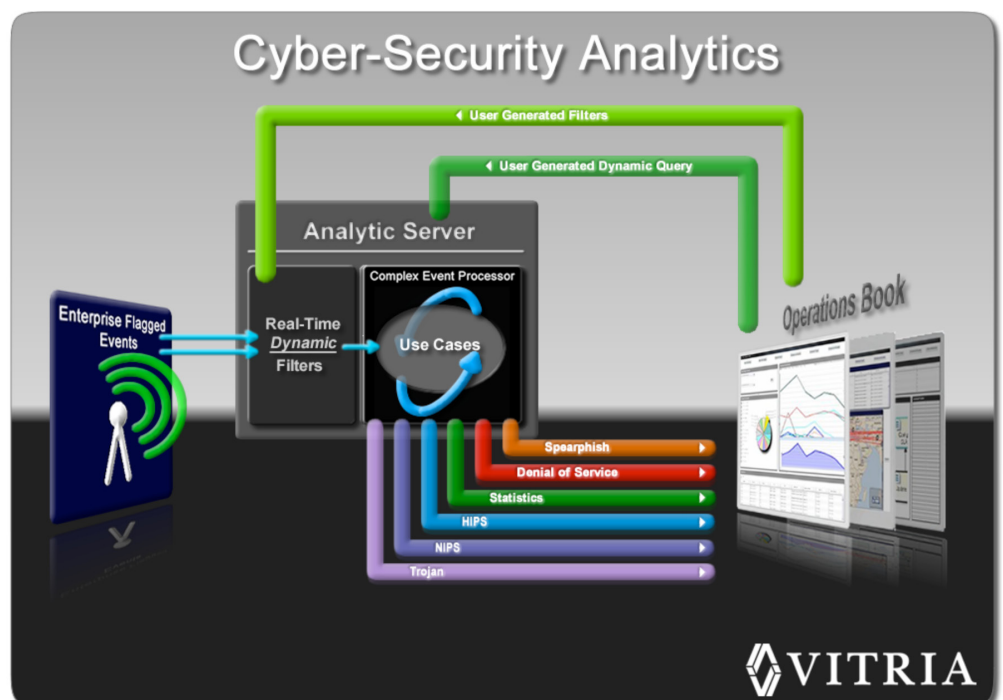 Cyber-Security Analytics
User Generated Filters
User Generated Dynamic Query
Analytic Server
Complex Event Processor
Operations Book
Enterprise Flagged
Events
Real-Time
Dynamic
Filters
Use Cases
Spearphish
Denial of Service
Statistics
HIPS
NIPS
Trojan
VITRIA